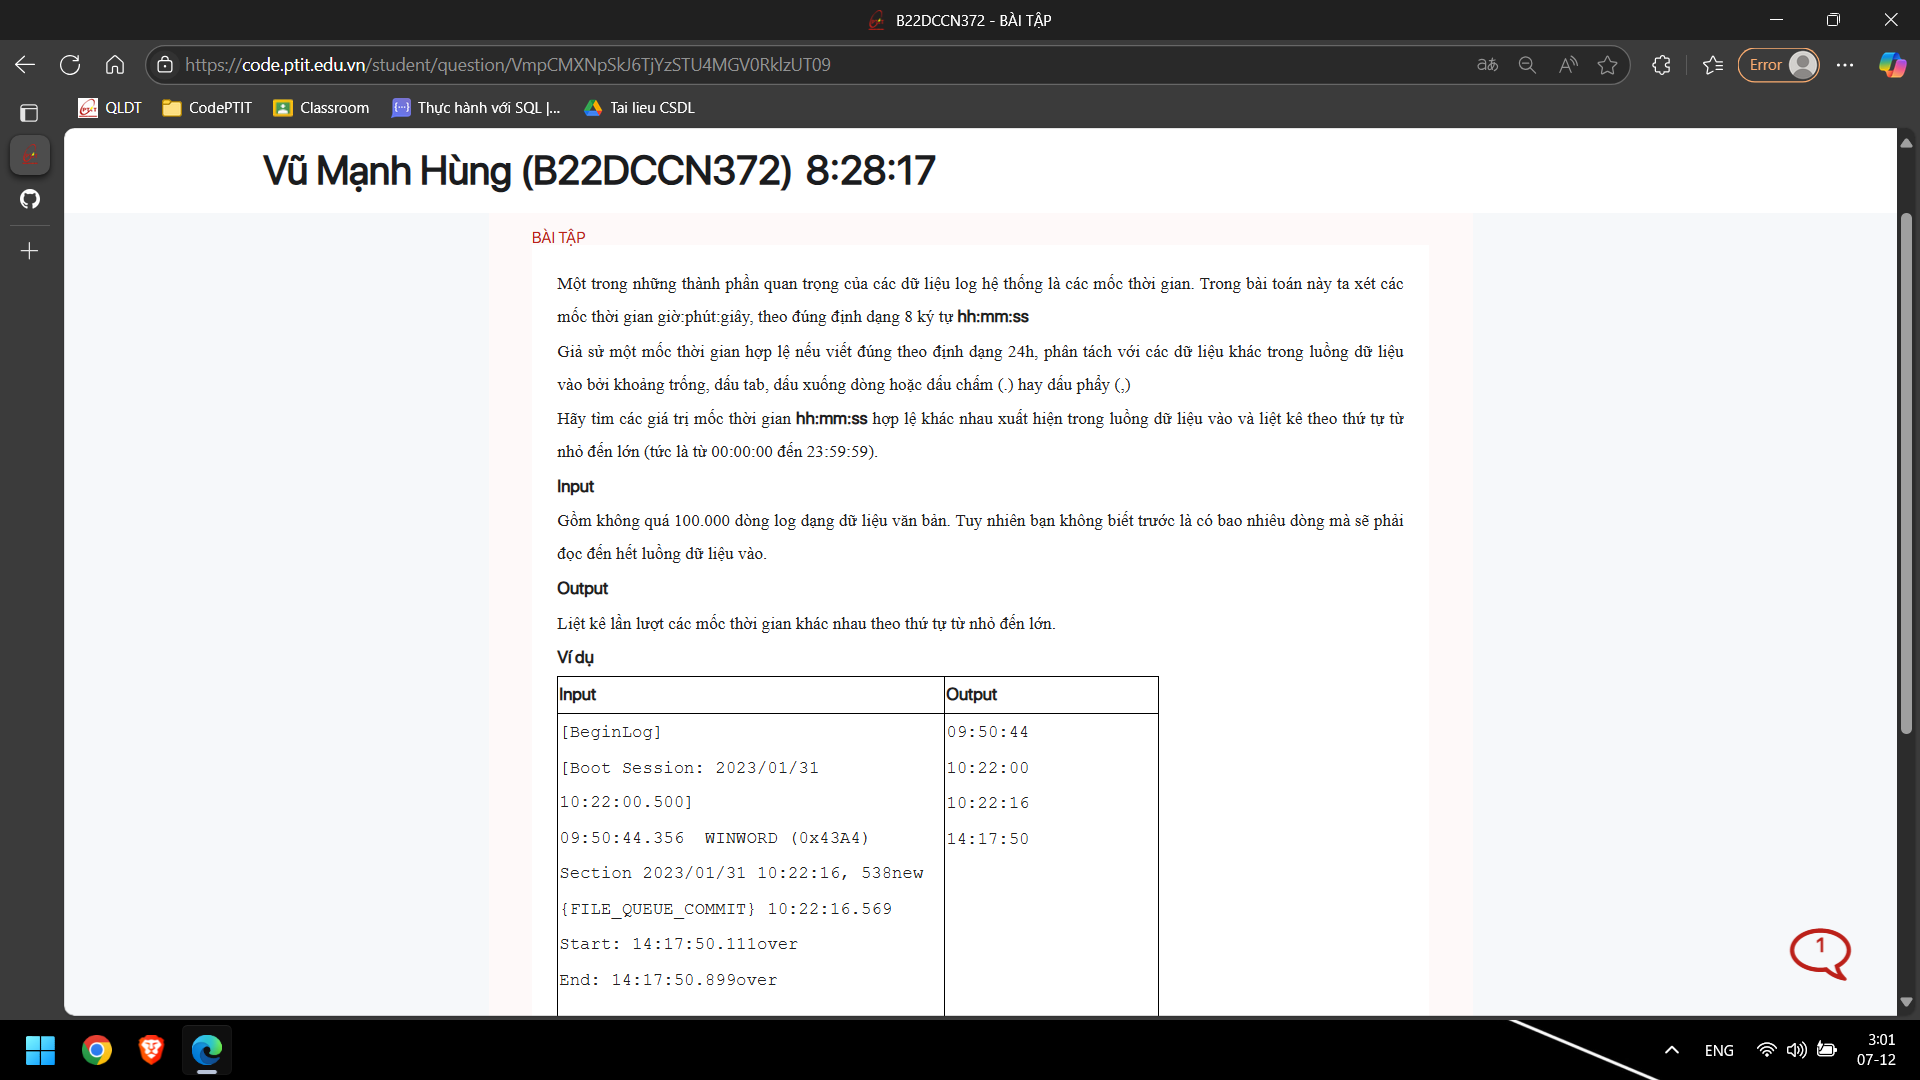 B22DCCN372 - BÀI TẬP
https://code.ptit.edu.vn/student/question/VmpCMXNpSkJ6TjYzSTU4MGV0RklzUT09
Error
QLDT
CodePTIT
Classroom
Thực hành với SQL |...
Tai lieu CSDL
Vũ Mạnh Hùng (B22DCCN372) 8:28:17
BÀI TẬP
Một trong những thành phần quan trọng của các dữ liệu log hệ thống là các mốc thời gian. Trong bài toán này ta xét các
mốc thời gian giờ:phút:giây, theo đúng định dạng 8 ký tự hh:mm:ss
Giả sử một mốc thời gian hợp lệ nếu viết đúng theo định dạng 24h, phân tách với các dữ liệu khác trong luồng dữ liệu
vào bởi khoảng trống, dấu tab, dấu xuống dòng hoặc dấu chấm (.) hay dấu phẩy (,)
Hãy tìm các giá trị mốc thời gian hh:mm:ss hợp lệ khác nhau xuất hiện trong luồng dữ liệu vào và liệt kê theo thứ tự từ
nhỏ đến lớn (tức là từ 00:00:00 đến 23:59:59).
Input
Gồm không quá 100.000 dòng log dạng dữ liệu văn bản. Tuy nhiên bạn không biết trước là có bao nhiêu dòng mà sẽ phải
đọc đến hết luồng dữ liệu vào.
Output
Liệt kê lần lượt các mốc thời gian khác nhau theo thứ tự từ nhỏ đến lớn.
Ví dụ
Input
Output
[BeginLog]
[Boot Session: 2023/01/31
10:22:00.500]
09:50:44.356  WINWORD (0x43A4)
Section 2023/01/31 10:22:16, 538new
{FILE_QUEUE_COMMIT} 10:22:16.569
Start: 14:17:50.111over
End: 14:17:50.899over
09:50:44
10:22:00
10:22:16
14:17:50
1
ENG
3:01
07-12